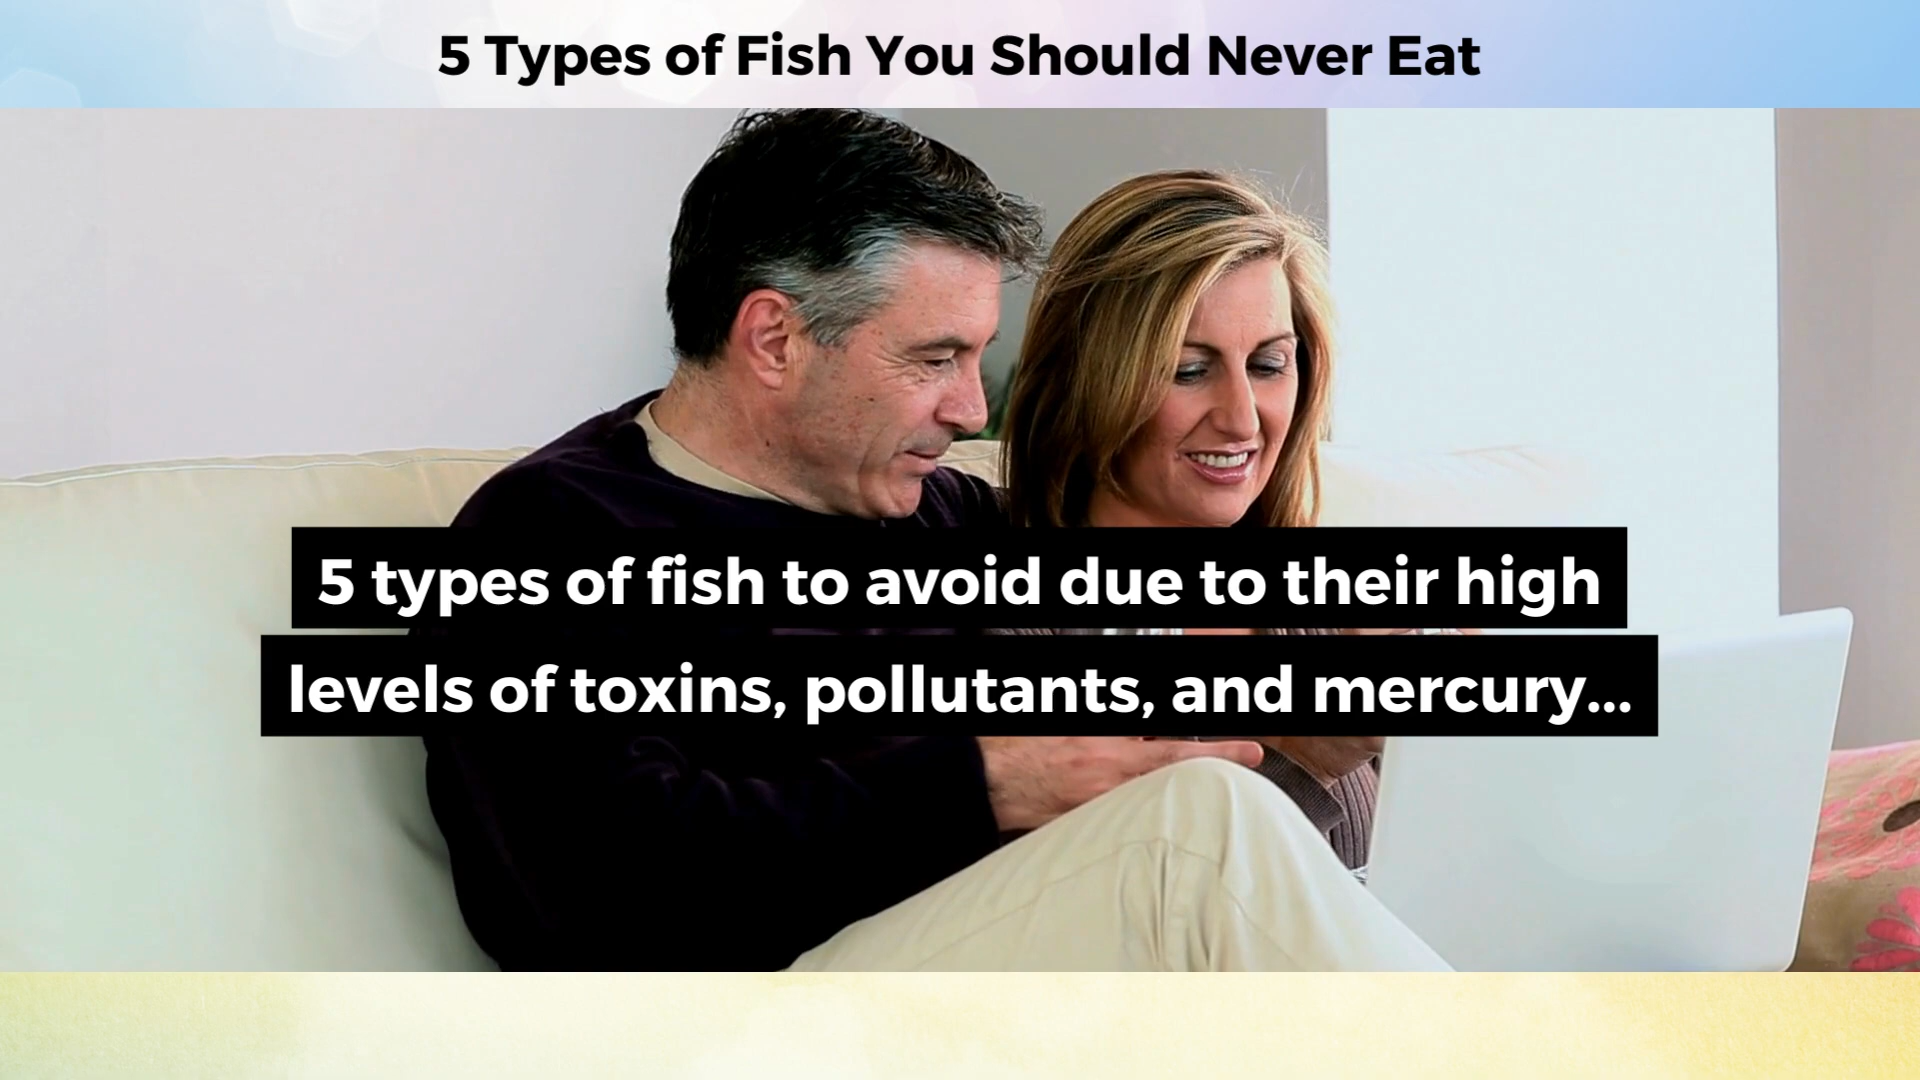 5 Types of Fish You Should Never Eat
5 types of fish to avoid due to their high
levels of toxins, pollutants, and mercury...